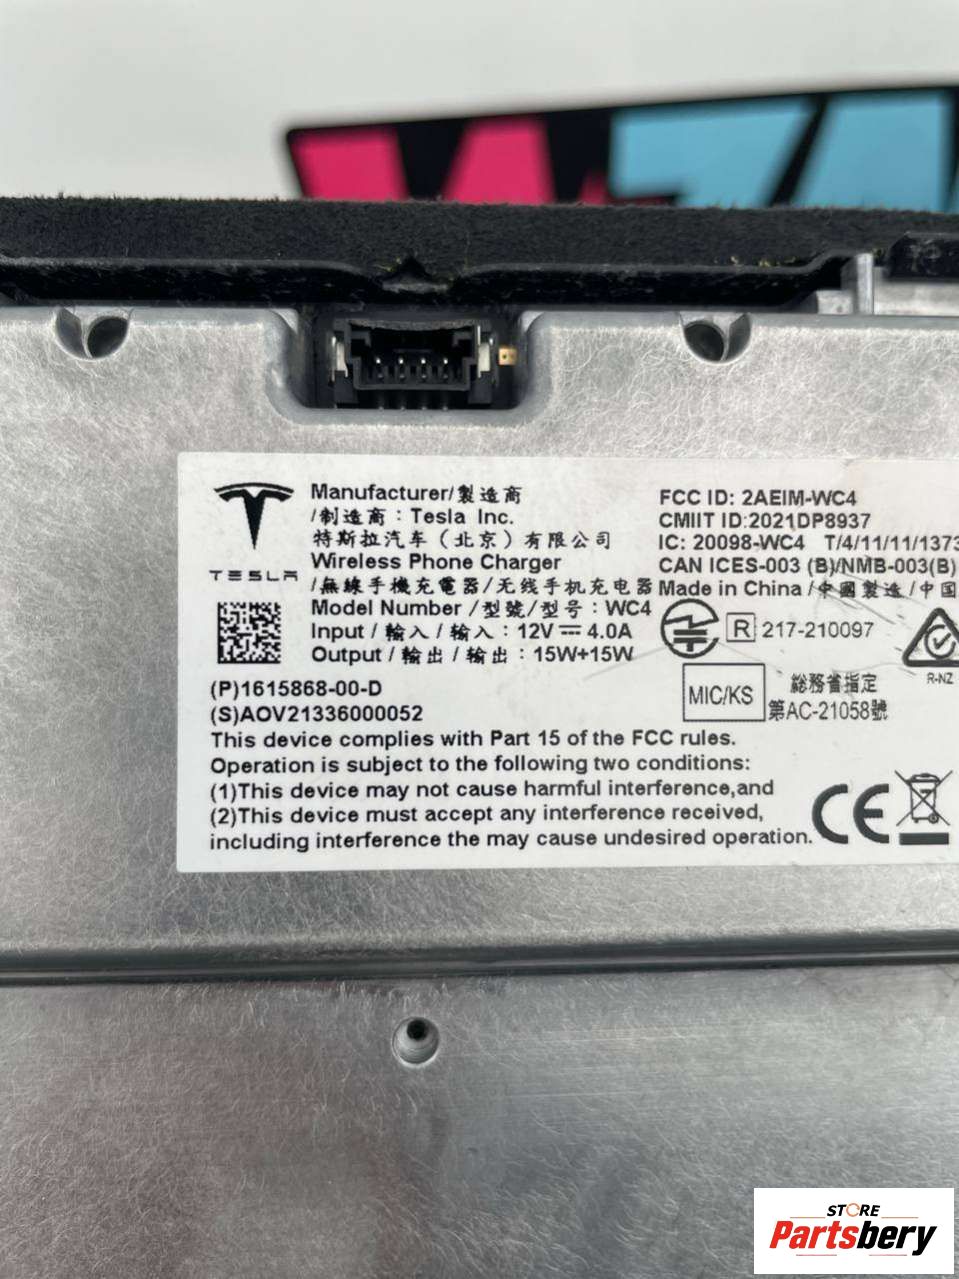 Manufacturer/製造商
/制造商：Tesla Inc.
特斯拉汽车（北京）有限公司
Wireless Phone Charger
/無線手機充電器/无线手机充电器
Model Number /型號/型号：WC4
Input / 輸入 / 输入：12V⎓4.0A
Output / 輸出 / 输出：15W+15W
TESLA
FCC ID: 2AEIM-WC4
CMIIT ID:2021DP8937
IC: 20098-WC4 T/4/11/11/1373
CAN ICES-003 (B)/NMB-003(B)
Made in China /中國製造/中国
R 217-210097
R-NZ
MIC/KS
総務省指定
第AC-21058號
(P)1615868-00-D
(S)AOV21336000052
This device complies with Part 15 of the FCC rules.
Operation is subject to the following two conditions:
(1)This device may not cause harmful interference,and
(2)This device must accept any interference received,
including interference the may cause undesired operation.
CE
STORE
Partsbery